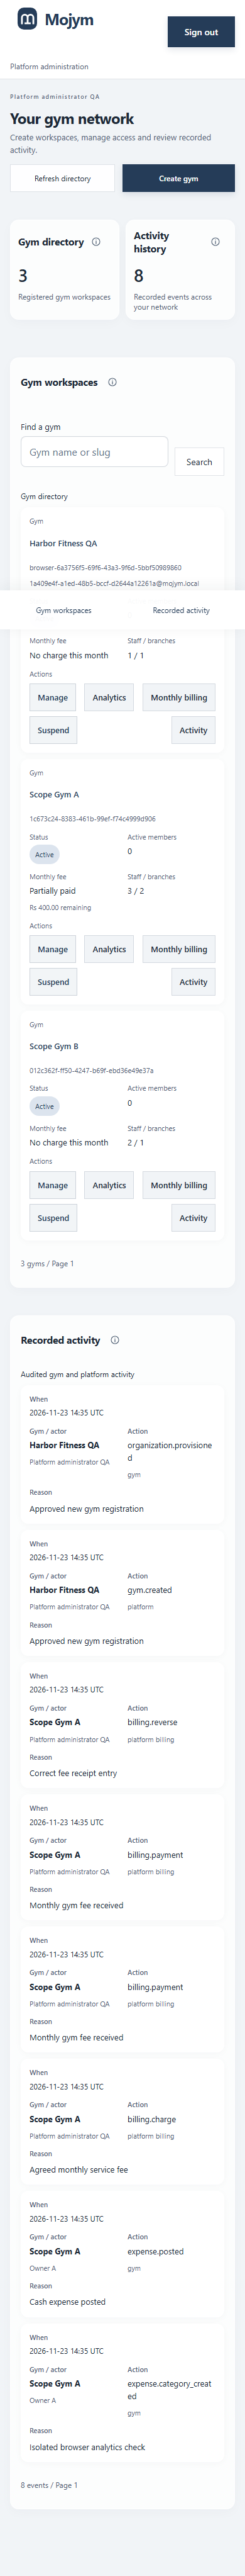 Mojym
Sign out
Platform administration
Platform administrator QA
Your gym network
Create workspaces, manage access and review recorded
activity.
Refresh directory
Create gym
Gym directory
3
Registered gym workspaces
Activity
history
8
Recorded events across
your network
Gym workspaces
Find a gym
Gym name or slug
Search
Gym directory
Gym
Harbor Fitness QA
browser-6a3756f5-69f6-43a3-9f6d-5bbf50989860
1a409e4f-a1ed-48b5-bccf-d2644a12261a@mojym.local
Gym workspaces
Recorded activity
Monthly fee
Staff / branches
No charge this month
1 / 1
Actions
Manage
Analytics
Monthly billing
Suspend
Activity
Gym
Scope Gym A
1c673c24-8383-461b-99ef-f74c4999d906
Status
Active members
Active
0
Monthly fee
Staff / branches
Partially paid
3 / 2
Rs 400.00 remaining
Actions
Manage
Analytics
Monthly billing
Suspend
Activity
Gym
Scope Gym B
012c362f-ff50-4247-b69f-ebd36e49e37a
Status
Active members
Active
0
Monthly fee
Staff / branches
No charge this month
2 / 1
Actions
Manage
Analytics
Monthly billing
Suspend
Activity
3 gyms / Page 1
Recorded activity
Audited gym and platform activity
When
2026-11-23 14:35 UTC
Gym / actor
Action
Harbor Fitness QA
organization.provisione
d
Platform administrator QA
gym
Reason
Approved new gym registration
When
2026-11-23 14:35 UTC
Gym / actor
Action
Harbor Fitness QA
gym.created
Platform administrator QA
platform
Reason
Approved new gym registration
When
2026-11-23 14:35 UTC
Gym / actor
Action
Scope Gym A
billing.reverse
Platform administrator QA
platform billing
Reason
Correct fee receipt entry
When
2026-11-23 14:35 UTC
Gym / actor
Action
Scope Gym A
billing.payment
Platform administrator QA
platform billing
Reason
Monthly gym fee received
When
2026-11-23 14:35 UTC
Gym / actor
Action
Scope Gym A
billing.payment
Platform administrator QA
platform billing
Reason
Monthly gym fee received
When
2026-11-23 14:35 UTC
Gym / actor
Action
Scope Gym A
billing.charge
Platform administrator QA
platform billing
Reason
Agreed monthly service fee
When
2026-11-23 14:35 UTC
Gym / actor
Action
Scope Gym A
expense.posted
Owner A
gym
Reason
Cash expense posted
When
2026-11-23 14:35 UTC
Gym / actor
Action
Scope Gym A
expense.category_creat
ed
Owner A
gym
Reason
Isolated browser analytics check
8 events / Page 1